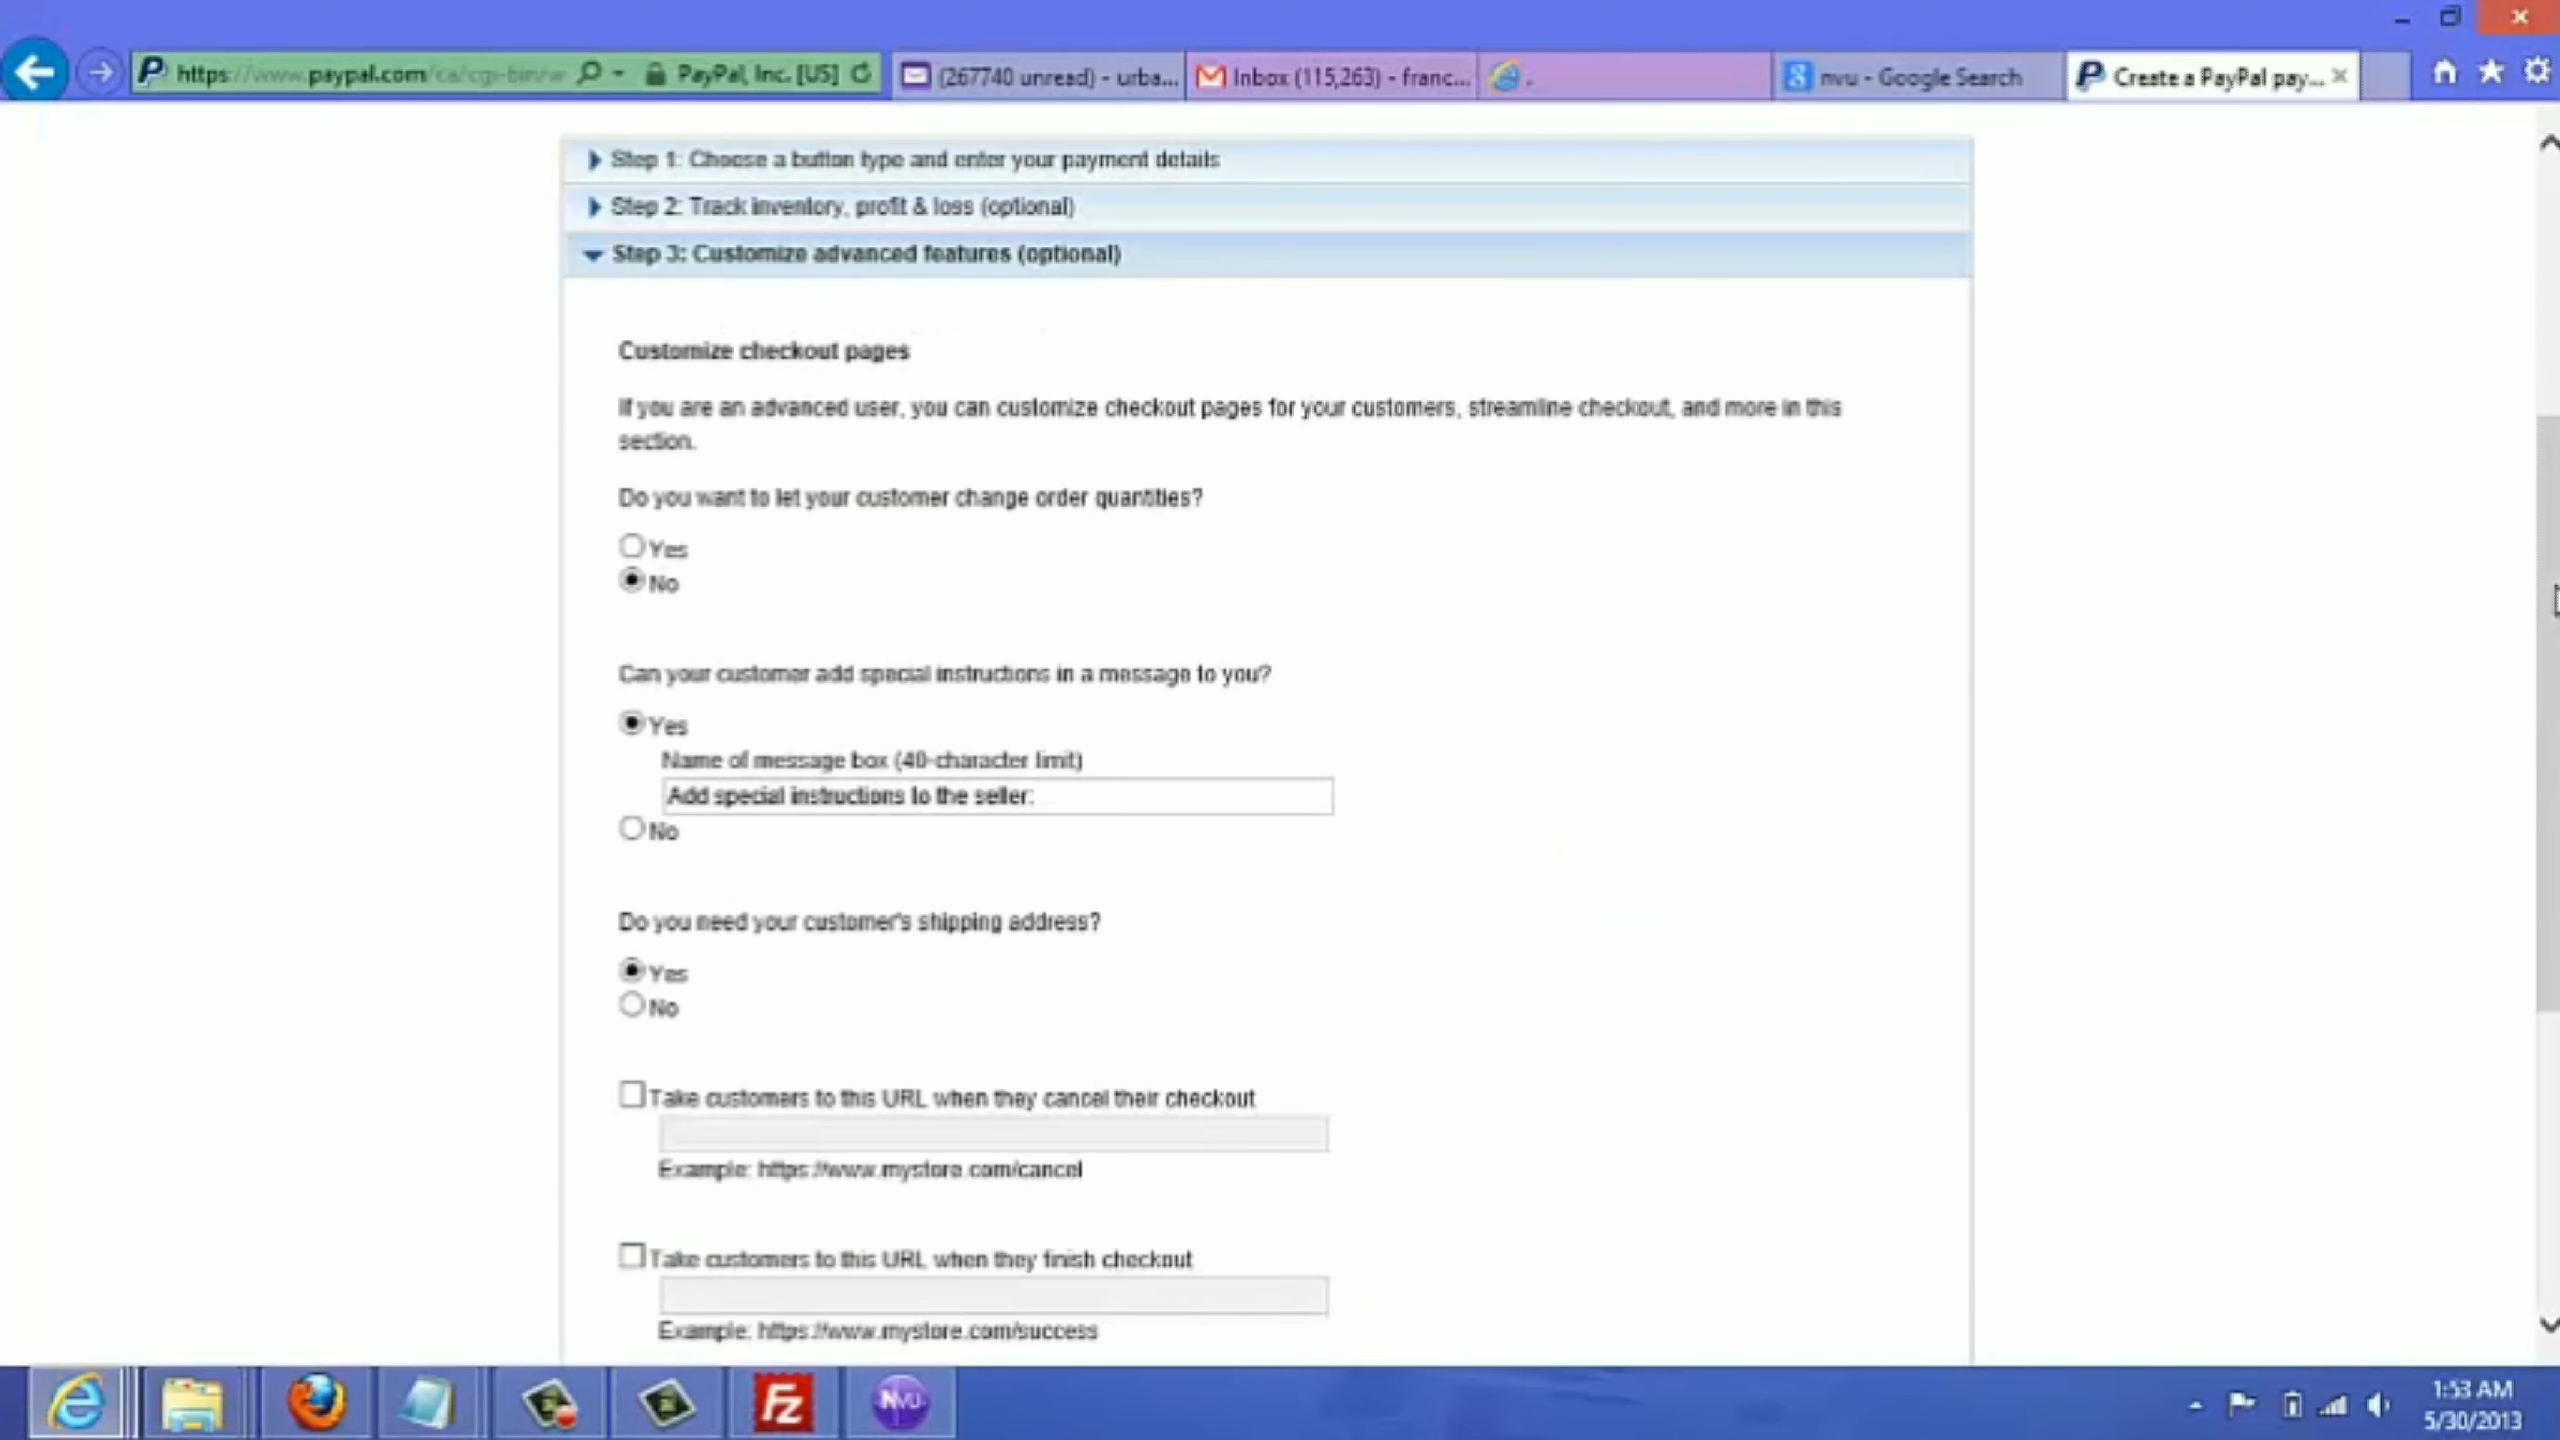 https://www.paypal.com/ca/cgi-bin/w
PayPal, Inc. [US]
(267740 unread) - urba...
Inbox (115,263) - franc...
.
nvu - Google Search
Create a PayPal pay...
Step 1: Choose a button type and enter your payment details
Step 2: Track inventory, profit & loss (optional)
Step 3: Customize advanced features (optional)
Customize checkout pages
If you are an advanced user, you can customize checkout pages for your customers, streamline checkout, and more in this
section.
Do you want to let your customer change order quantities?
Yes
No
Can your customer add special instructions in a message to you?
Yes
Name of message box (40-character limit)
Add special instructions to the seller:
No
Do you need your customer's shipping address?
Yes
No
Take customers to this URL when they cancel their checkout
Example: https://www.mystore.com/cancel
Take customers to this URL when they finish checkout
Example: https://www.mystore.com/success
Fz
Nvu
1:53 AM
5/30/2013